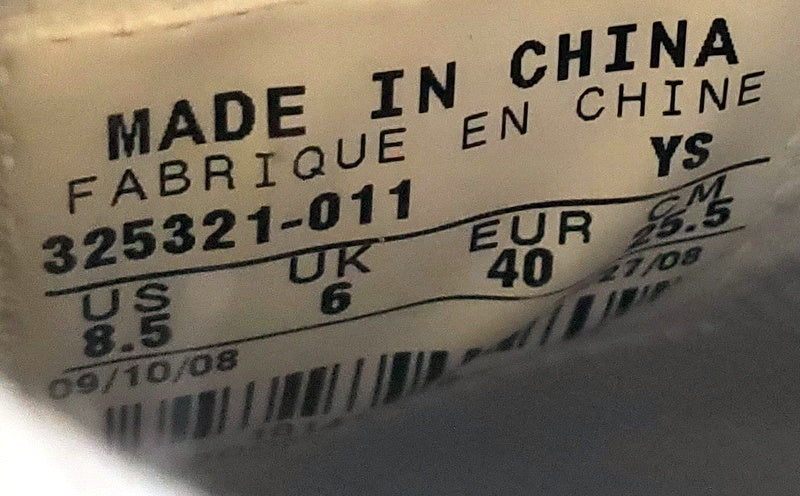 MADE IN CHINA
FABRIQUE EN CHINE
325321-011 YS
US UK EUR CM
8.5 6 40 25.5
09/10/08 27/08